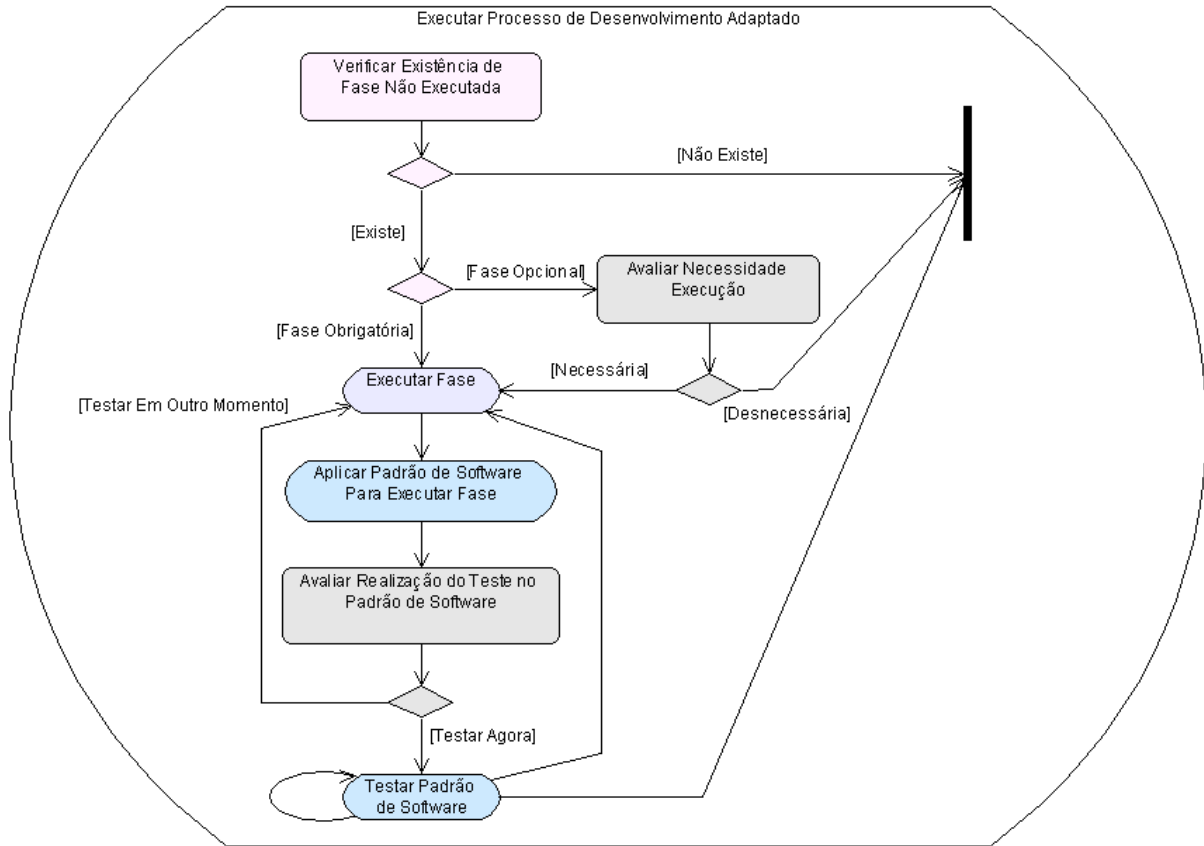 Executar Processo de Desenvolvimento Adaptado
Verificar Existência de
Fase Não Executada
[Não Existe]
[Existe]
[Fase Opcional]
Avaliar Necessidade
Execução
[Fase Obrigatória]
[Necessária]
Executar Fase
[Testar Em Outro Momento]
[Desnecessária]
Aplicar Padrão de Software
Para Executar Fase
Avaliar Realização do Teste no
Padrão de Software
[Testar Agora]
Testar Padrão
de Software